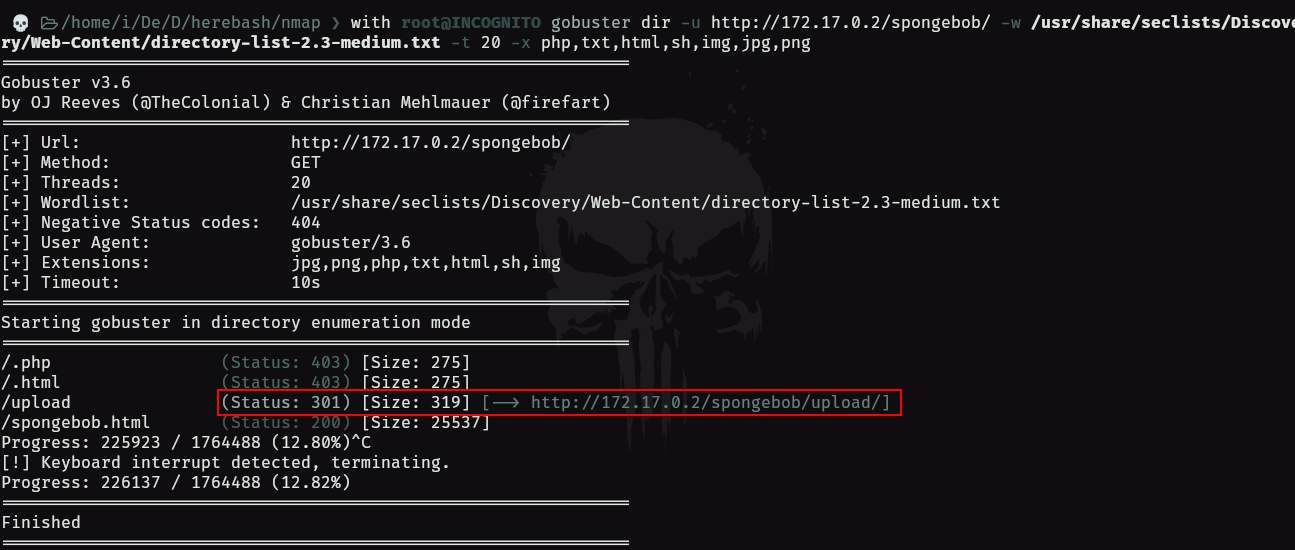 /home/i/De/D/herebash/nmap ❯ with root@INCOGNITO gobuster dir -u http://172.17.0.2/spongebob/ -w /usr/share/seclists/Discove
ry/Web-Content/directory-list-2.3-medium.txt -t 20 -x php,txt,html,sh,img,jpg,png
===============================================================
Gobuster v3.6
by OJ Reeves (@TheColonial) & Christian Mehlmauer (@firefart)
===============================================================
[+] Url:                     http://172.17.0.2/spongebob/
[+] Method:                  GET
[+] Threads:                 20
[+] Wordlist:                /usr/share/seclists/Discovery/Web-Content/directory-list-2.3-medium.txt
[+] Negative Status codes:   404
[+] User Agent:              gobuster/3.6
[+] Extensions:              jpg,png,php,txt,html,sh,img
[+] Timeout:                 10s
===============================================================
Starting gobuster in directory enumeration mode
===============================================================
/.php                 (Status: 403) [Size: 275]
/.html                (Status: 403) [Size: 275]
/upload               (Status: 301) [Size: 319] [--> http://172.17.0.2/spongebob/upload/]
/spongebob.html       (Status: 200) [Size: 25537]
Progress: 225923 / 1764488 (12.80%)^C
[!] Keyboard interrupt detected, terminating.
Progress: 226137 / 1764488 (12.82%)
===============================================================
Finished
===============================================================